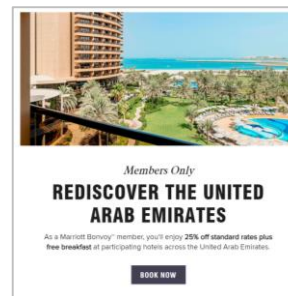 Members Only
REDISCOVER THE UNITED
ARAB EMIRATES
As a Marriott Bonvoy™ member, you'll enjoy 25% off standard rates plus
free breakfast at participating hotels across the United Arab Emirates.
BOOK NOW